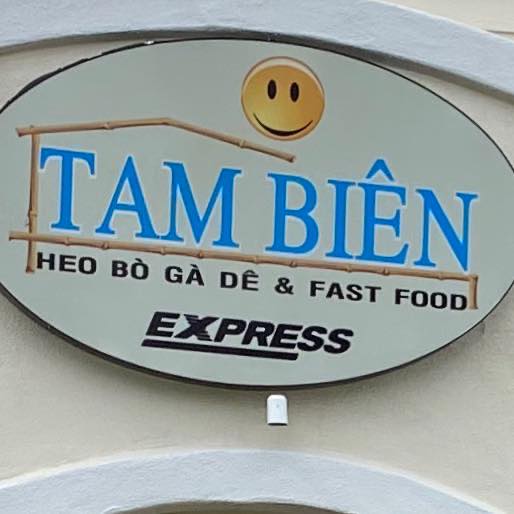 TAM BIÊN
HEO BÒ GÀ DÊ & FAST FOOD
EXPRESS